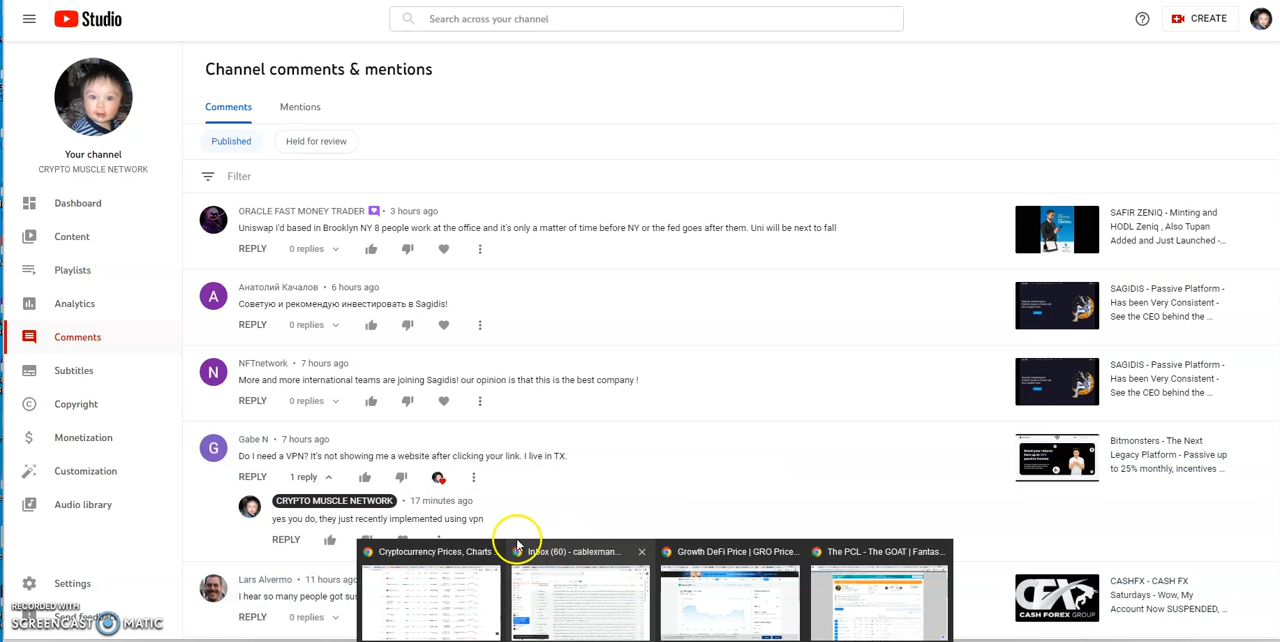 Studio
Search across your channel
CREATE
Channel comments & mentions
Comments
Mentions
Published
Held for review
Filter
Your channel
CRYPTO MUSCLE NETWORK
Dashboard
Content
Playlists
Analytics
Comments
Subtitles
Copyright
Monetization
Customization
Audio library
Settings
ORACLE FAST MONEY TRADER • 3 hours ago
Uniswap I'd based in Brooklyn NY 8 people work at the office and it's only a matter of time before NY or the fed goes after them. Uni will be next to fall
REPLY 0 replies
SAFIR ZENIQ - Minting and
HODL Zeniq , Also Tupan
Added and Just Launched -...
Анатолий Качалов • 6 hours ago
Советую и рекомендую инвестировать в Sagidis!
REPLY 0 replies
SAGIDIS - Passive Platform -
Has been Very Consistent -
See the CEO behind the ...
NFTnetwork • 7 hours ago
More and more international teams are joining Sagidis! our opinion is that this is the best company !
REPLY 0 replies
SAGIDIS - Passive Platform -
Has been Very Consistent -
See the CEO behind the ...
Gabe N • 7 hours ago
Do I need a VPN? It's not showing me a website after clicking your link. I live in TX.
REPLY 1 reply
Bitmonsters - The Next
Legacy Platform - Passive up
to 25% monthly, incentives ...
CRYPTO MUSCLE NETWORK • 17 minutes ago
yes you do, they just recently implemented using vpn
REPLY
Cryptocurrency Prices, Charts
Inbox (60) - cablexman...
Growth DeFi Price | GRO Price...
The PCL - The GOAT | Fantas...
Lars Alvermo • 11 hours
I hear so many people got sus
REPLY 0 replies
CASH FOREX GROUP
CASHFX - CASH FX
Saturdays - Wow, My
Account Now SUSPENDED, ...
RECORDED WITH
SCREENCAST MATIC